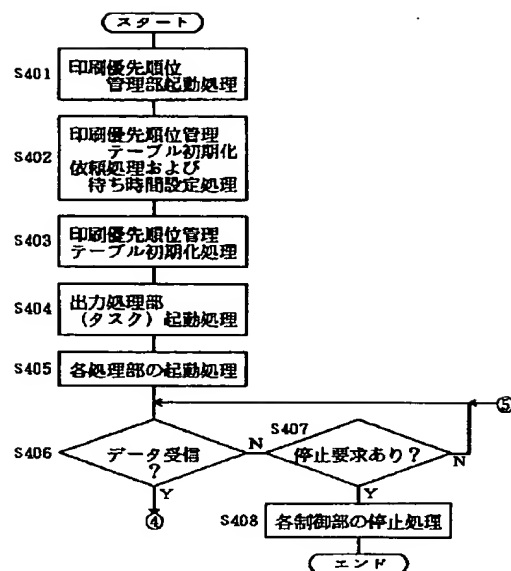 スタート
S401
印刷優先順位
管理部起動処理
S402
印刷優先順位管理
テーブル初期化
依頼処理および
待ち時間設定処理
S403
印刷優先順位管理
テーブル初期化処理
S404
出力処理部
(タスク)起動処理
S405
各処理部の起動処理
⑤
S406
データ受信
?
N
Y
④
S407
停止要求あり?
N
Y
S408
各制御部の停止処理
エンド